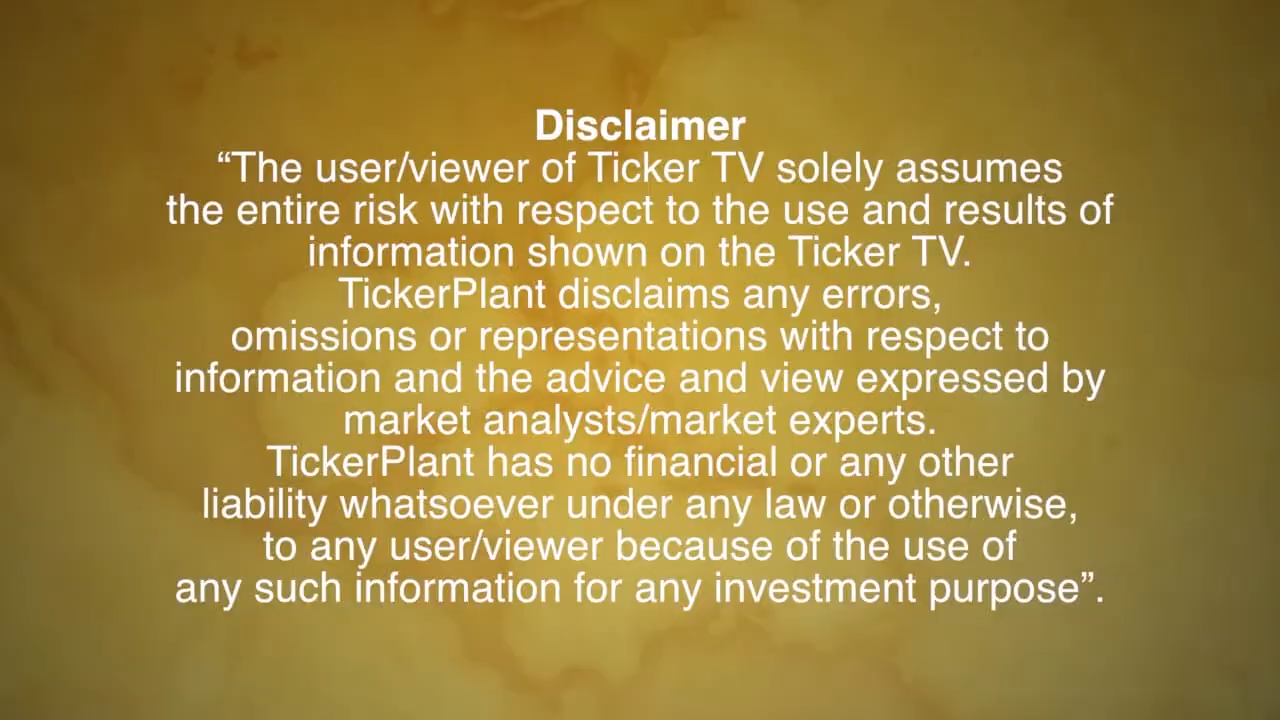 Disclaimer
“The user/viewer of Ticker TV solely assumes
the entire risk with respect to the use and results of
information shown on the Ticker TV.
TickerPlant disclaims any errors,
omissions or representations with respect to
information and the advice and view expressed by
market analysts/market experts.
TickerPlant has no financial or any other
liability whatsoever under any law or otherwise,
to any user/viewer because of the use of
any such information for any investment purpose”.